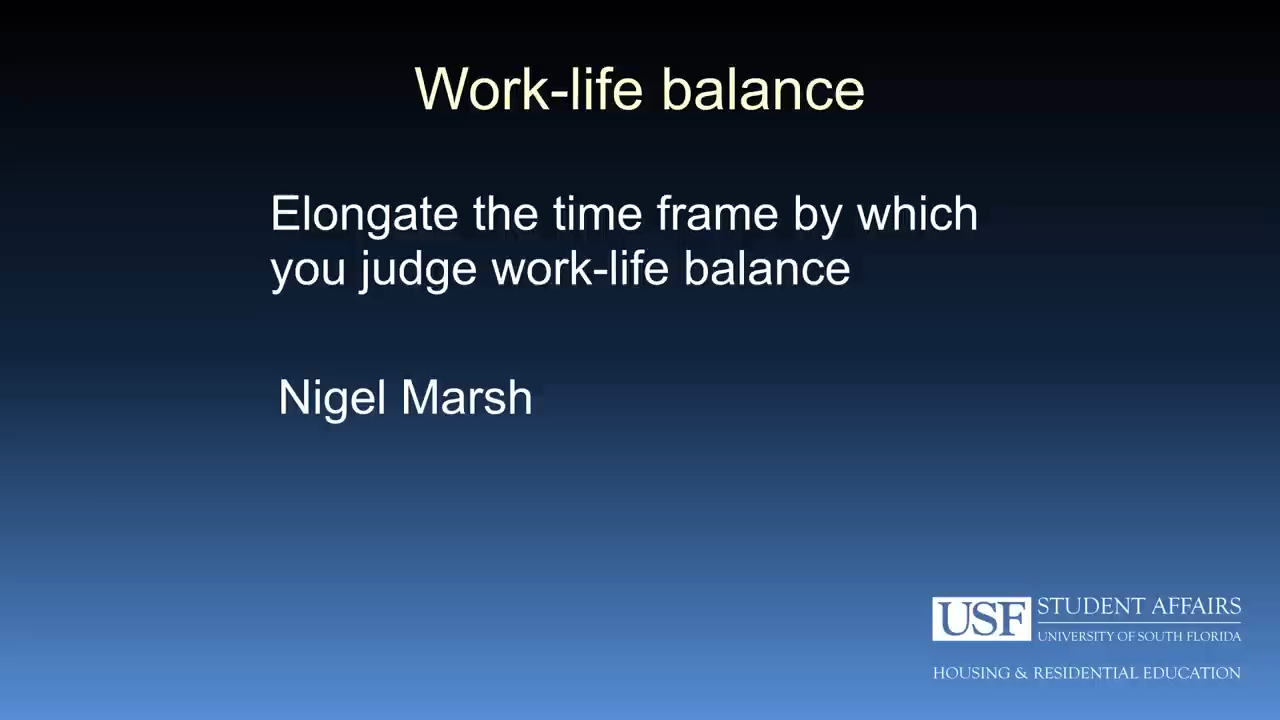 Work-life balance
Elongate the time frame by which
you judge work-life balance
Nigel Marsh
USF STUDENT AFFAIRS
UNIVERSITY OF SOUTH FLORIDA
HOUSING & RESIDENTIAL EDUCATION